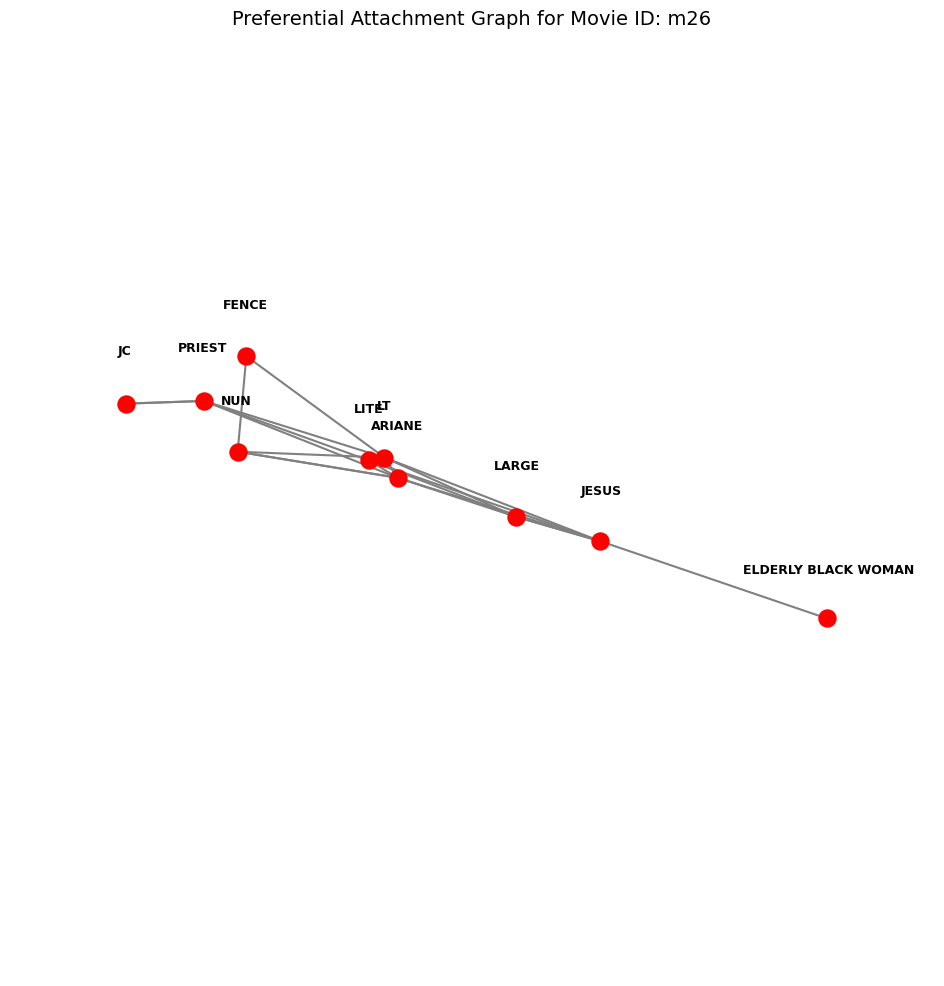 Preferential Attachment Graph for Movie ID: m26
FENCE
JC
PRIEST
NUN
LITE
LT
ARIANE
LARGE
JESUS
ELDERLY BLACK WOMAN